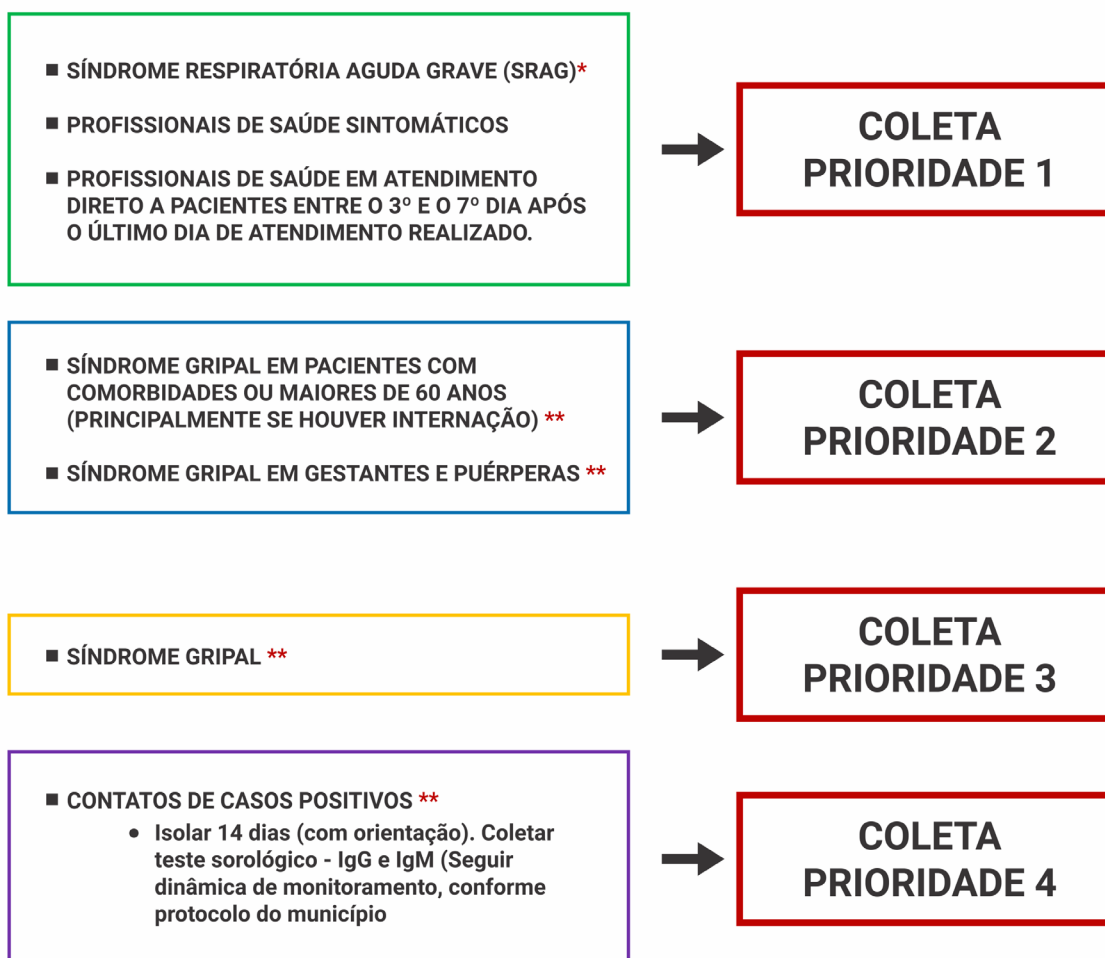 ■ SÍNDROME RESPIRATÓRIA AGUDA GRAVE (SRAG)*
■ PROFISSIONAIS DE SAÚDE SINTOMÁTICOS
■ PROFISSIONAIS DE SAÚDE EM ATENDIMENTO
DIRETO A PACIENTES ENTRE O 3º E O 7º DIA APÓS
O ÚLTIMO DIA DE ATENDIMENTO REALIZADO.
COLETA
PRIORIDADE 1
■ SÍNDROME GRIPAL EM PACIENTES COM
COMORBIDADES OU MAIORES DE 60 ANOS
(PRINCIPALMENTE SE HOUVER INTERNAÇÃO) **
■ SÍNDROME GRIPAL EM GESTANTES E PUÉRPERAS **
COLETA
PRIORIDADE 2
■ SÍNDROME GRIPAL **
COLETA
PRIORIDADE 3
■ CONTATOS DE CASOS POSITIVOS **
● Isolar 14 dias (com orientação). Coletar
teste sorológico - IgG e IgM (Seguir
dinâmica de monitoramento, conforme
protocolo do município
COLETA
PRIORIDADE 4